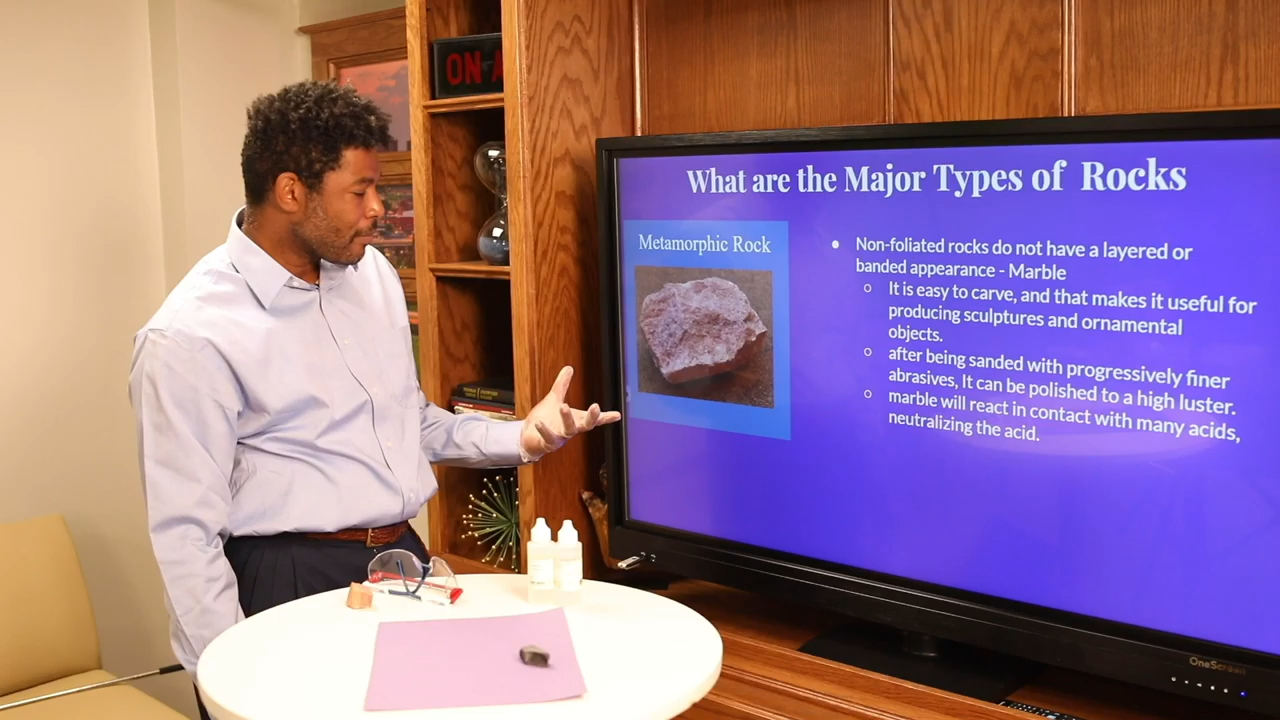 ON A
What are the Major Types of Rocks
Metamorphic Rock
● Non-foliated rocks do not have a layered or
banded appearance - Marble
○ It is easy to carve, and that makes it useful for
producing sculptures and ornamental
objects.
○ after being sanded with progressively finer
abrasives, It can be polished to a high luster.
○ marble will react in contact with many acids,
neutralizing the acid.
OneScreen